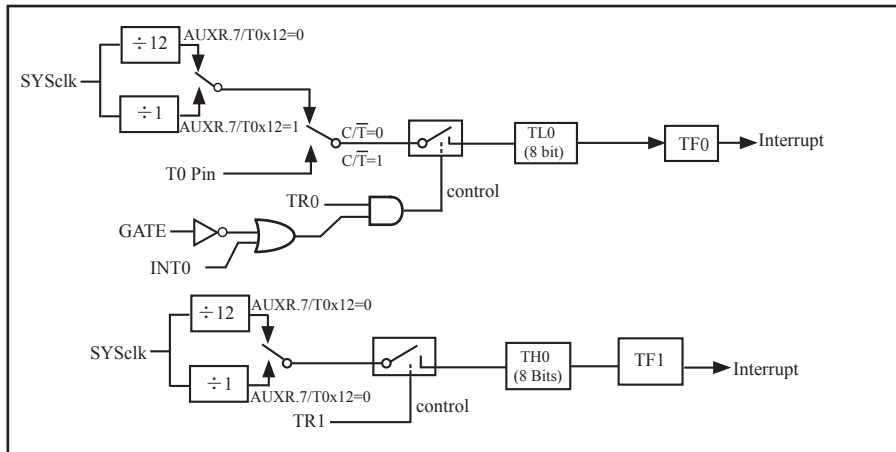 ÷12
AUXR.7/T0x12=0
SYSclk
÷1
AUXR.7/T0x12=1
C/T̅=0
C/T̅=1
T0 Pin
TL0
(8 bit)
TF0
Interrupt
control
TR0
GATE
INT0
÷12
AUXR.7/T0x12=0
SYSclk
÷1
AUXR.7/T0x12=0
TH0
(8 Bits)
TF1
Interrupt
control
TR1